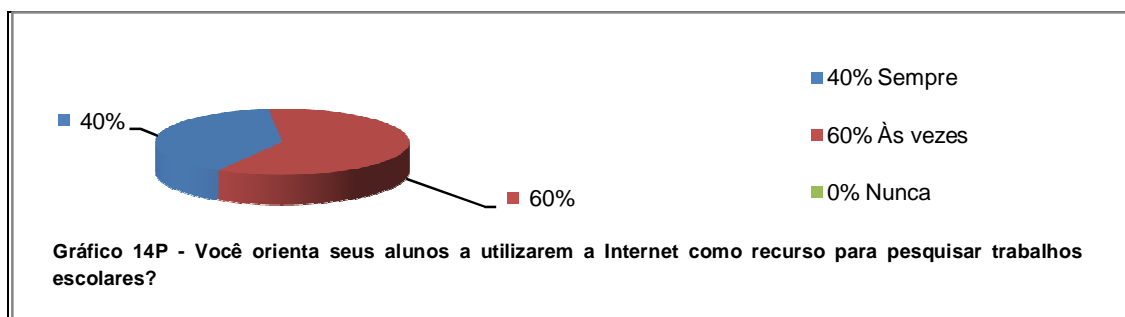 40% Sempre
40%
60% Às vezes
60%
0% Nunca
Gráfico 14P - Você orienta seus alunos a utilizarem a Internet como recurso para pesquisar trabalhos
escolares?